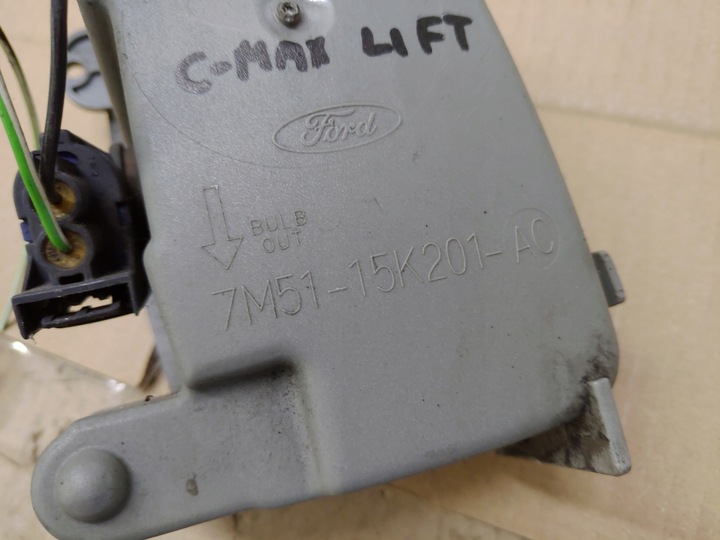 C-MAX LIFT
Ford
BULB
OUT
7M51-15K201-AC